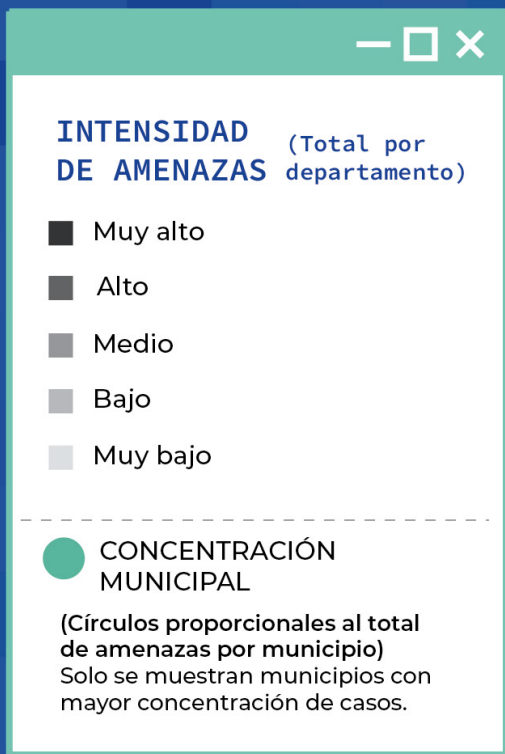 INTENSIDAD
DE AMENAZAS
(Total por
departamento)
Muy alto
Alto
Medio
Bajo
Muy bajo
CONCENTRACIÓN
MUNICIPAL
(Círculos proporcionales al total
de amenazas por municipio)
Solo se muestran municipios con
mayor concentración de casos.